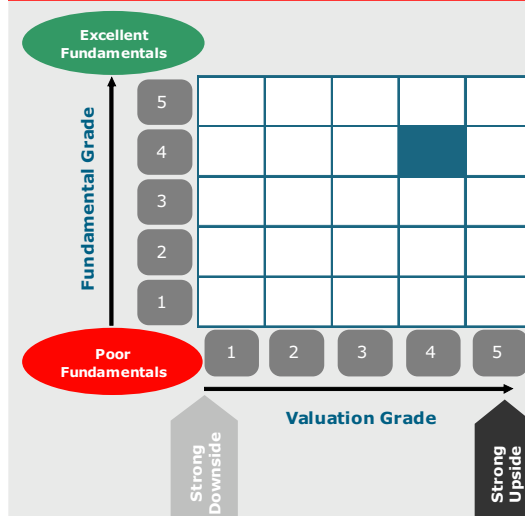 Excellent
Fundamentals
Fundamental Grade
5
4
3
2
1
Poor
Fundamentals
1
2
3
4
5
Valuation Grade
Strong
Downside
Strong
Upside